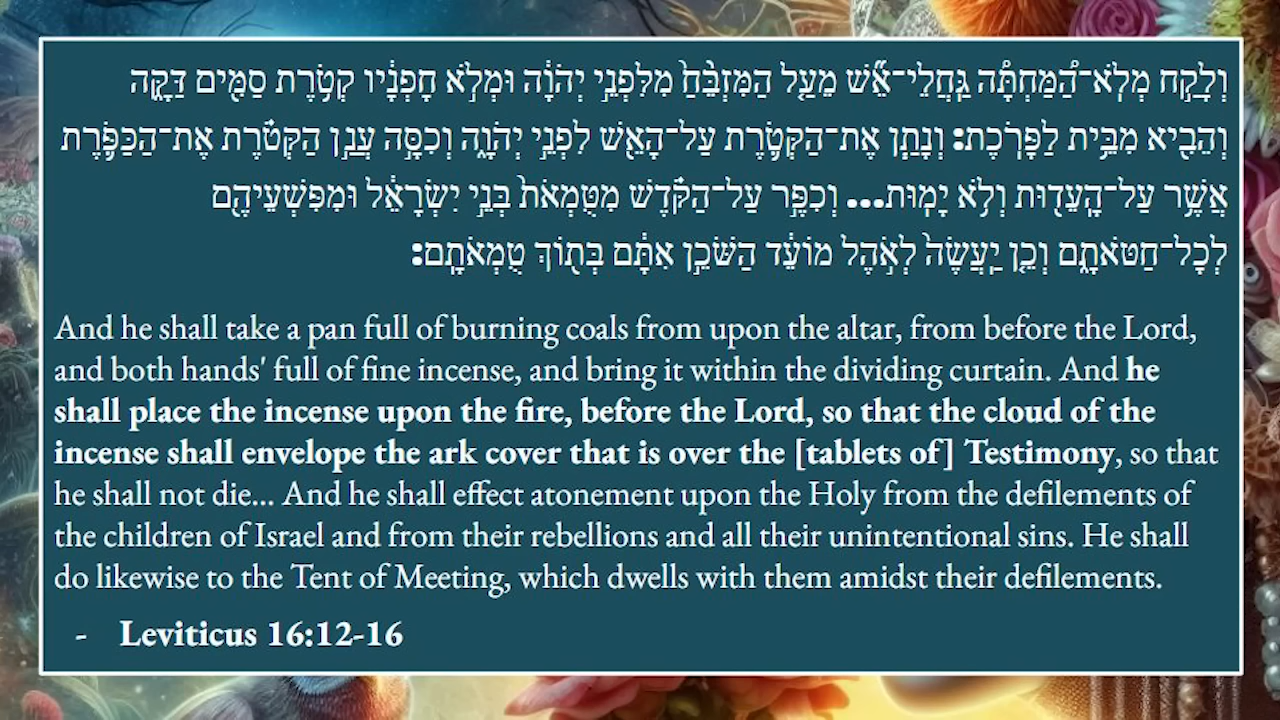 וְלָקַ֣ח מְלֹֽא־הַ֠מַּחְתָּ֠ה גַּֽחֲלֵי־אֵ֞שׁ מֵעַ֤ל הַמִּזְבֵּ֙חַ֙ מִלִּפְנֵ֣י יְהֹוָ֔ה וּמְלֹ֣א חׇפְנָ֔יו קְטֹ֥רֶת סַמִּ֖ים דַּקָּ֑ה
וְהֵבִ֖יא מִבֵּ֥ית לַפָּרֹֽכֶת׃ וְנָתַ֧ן אֶֽת־הַקְּטֹ֛רֶת עַל־הָאֵ֖שׁ לִפְנֵ֣י יְהֹוָ֑ה וְכִסָּ֣ה ׀ עֲנַ֣ן הַקְּטֹ֗רֶת אֶת־הַכַּפֹּ֛רֶת
אֲשֶׁ֥ר עַל־הָעֵד֖וּת וְלֹ֥א יָמֽוּת... וְכִפֶּ֣ר עַל־הַקֹּ֗דֶשׁ מִטֻּמְאֹת֙ בְּנֵ֣י יִשְׂרָאֵ֔ל וּמִפִּשְׁעֵיהֶ֖ם
לְכׇל־חַטֹּאתָ֑ם וְכֵ֤ן יַעֲשֶׂה֙ לְאֹ֣הֶל מוֹעֵ֔ד הַשֹּׁכֵ֣ן אִתָּ֔ם בְּת֖וֹךְ טֻמְאֹתָֽם׃
And he shall take a pan full of burning coals from upon the altar, from before the Lord,
and both hands' full of fine incense, and bring it within the dividing curtain. And he
shall place the incense upon the fire, before the Lord, so that the cloud of the
incense shall envelope the ark cover that is over the [tablets of] Testimony, so that
he shall not die... And he shall effect atonement upon the Holy from the defilements of
the children of Israel and from their rebellions and all their unintentional sins. He shall
do likewise to the Tent of Meeting, which dwells with them amidst their defilements.
- Leviticus 16:12-16